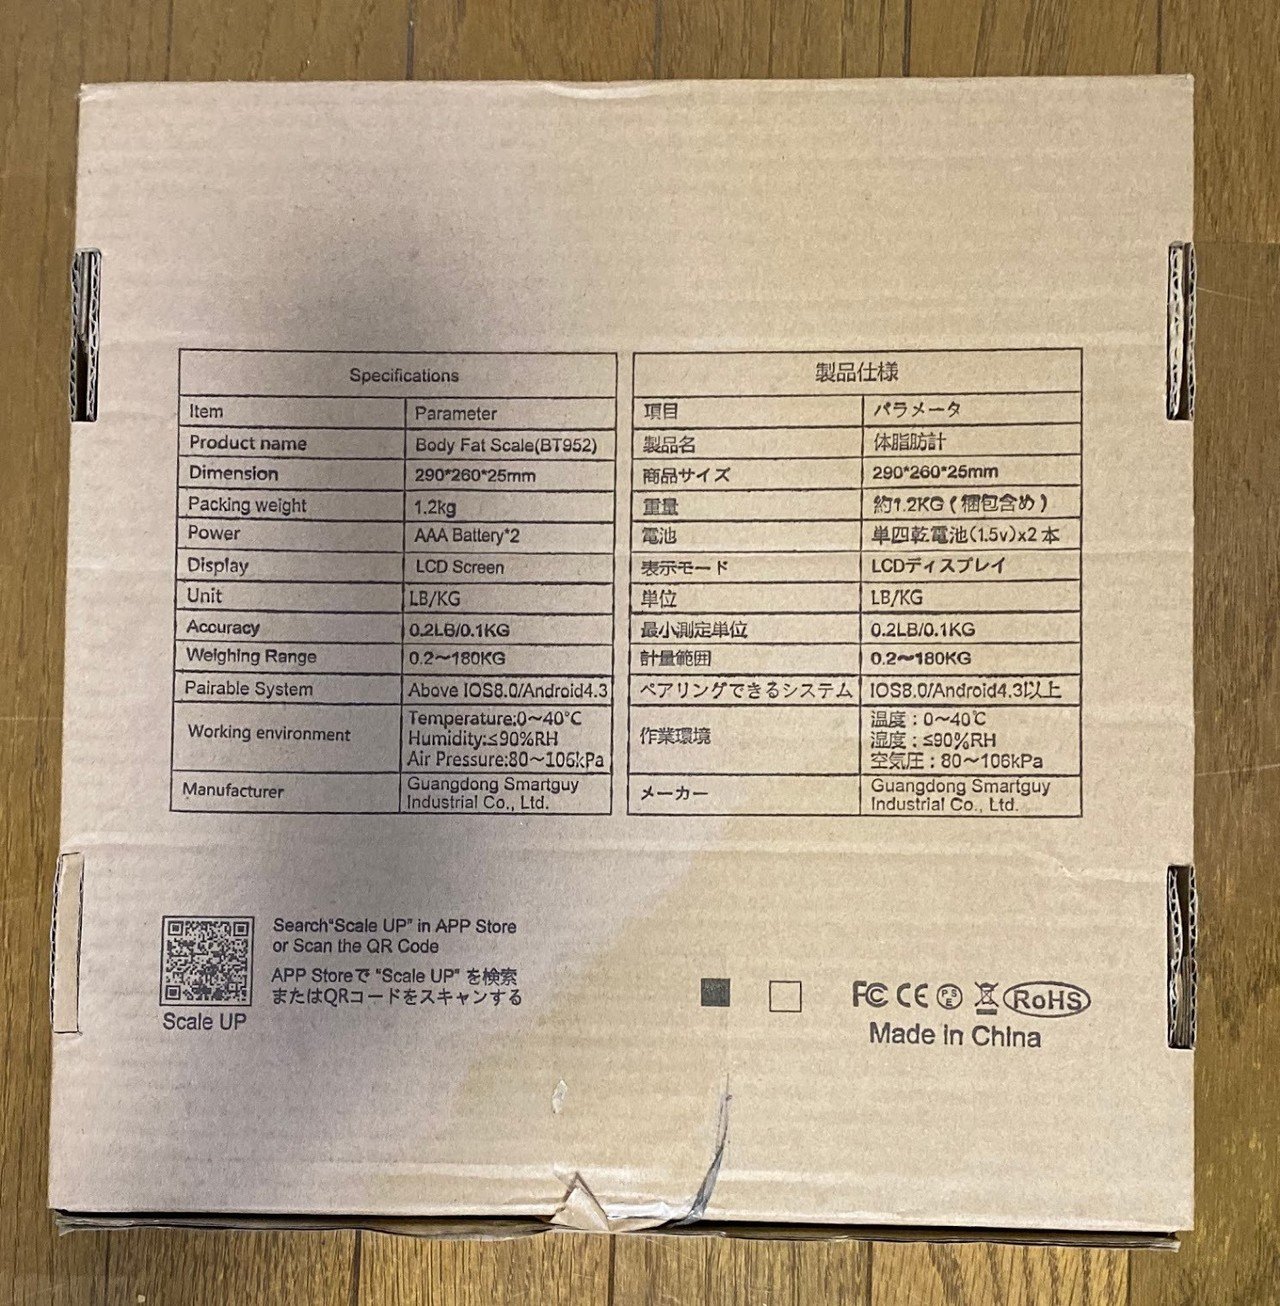 Specifications
Item Parameter
Product name Body Fat Scale(BT952)
Dimension 290*260*25mm
Packing weight 1.2kg
Power AAA Battery*2
Display LCD Screen
Unit LB/KG
Accuracy 0.2LB/0.1KG
Weighing Range 0.2～180KG
Pairable System Above IOS8.0/Android4.3
Working environment Temperature:0～40℃
Humidity:≤90%RH
Air Pressure:80～106kPa
Manufacturer Guangdong Smartguy
Industrial Co., Ltd.
製品仕様
項目 パラメータ
製品名 体脂肪計
商品サイズ 290*260*25mm
重量 約1.2KG（梱包含め）
電池 単四乾電池（1.5v)x2 本
表示モード LCDディスプレイ
単位 LB/KG
最小測定単位 0.2LB/0.1KG
計量範囲 0.2～180KG
ペアリングできるシステム IOS8.0/Android4.3以上
作業環境 温度：0～40℃
湿度：≤90%RH
空気圧：80～106kPa
メーカー Guangdong Smartguy
Industrial Co., Ltd.
Search“Scale UP” in APP Store
or Scan the QR Code
APP Storeで “Scale UP” を検索
またはQRコードをスキャンする
Scale UP
FC CE PSE RoHS
Made in China